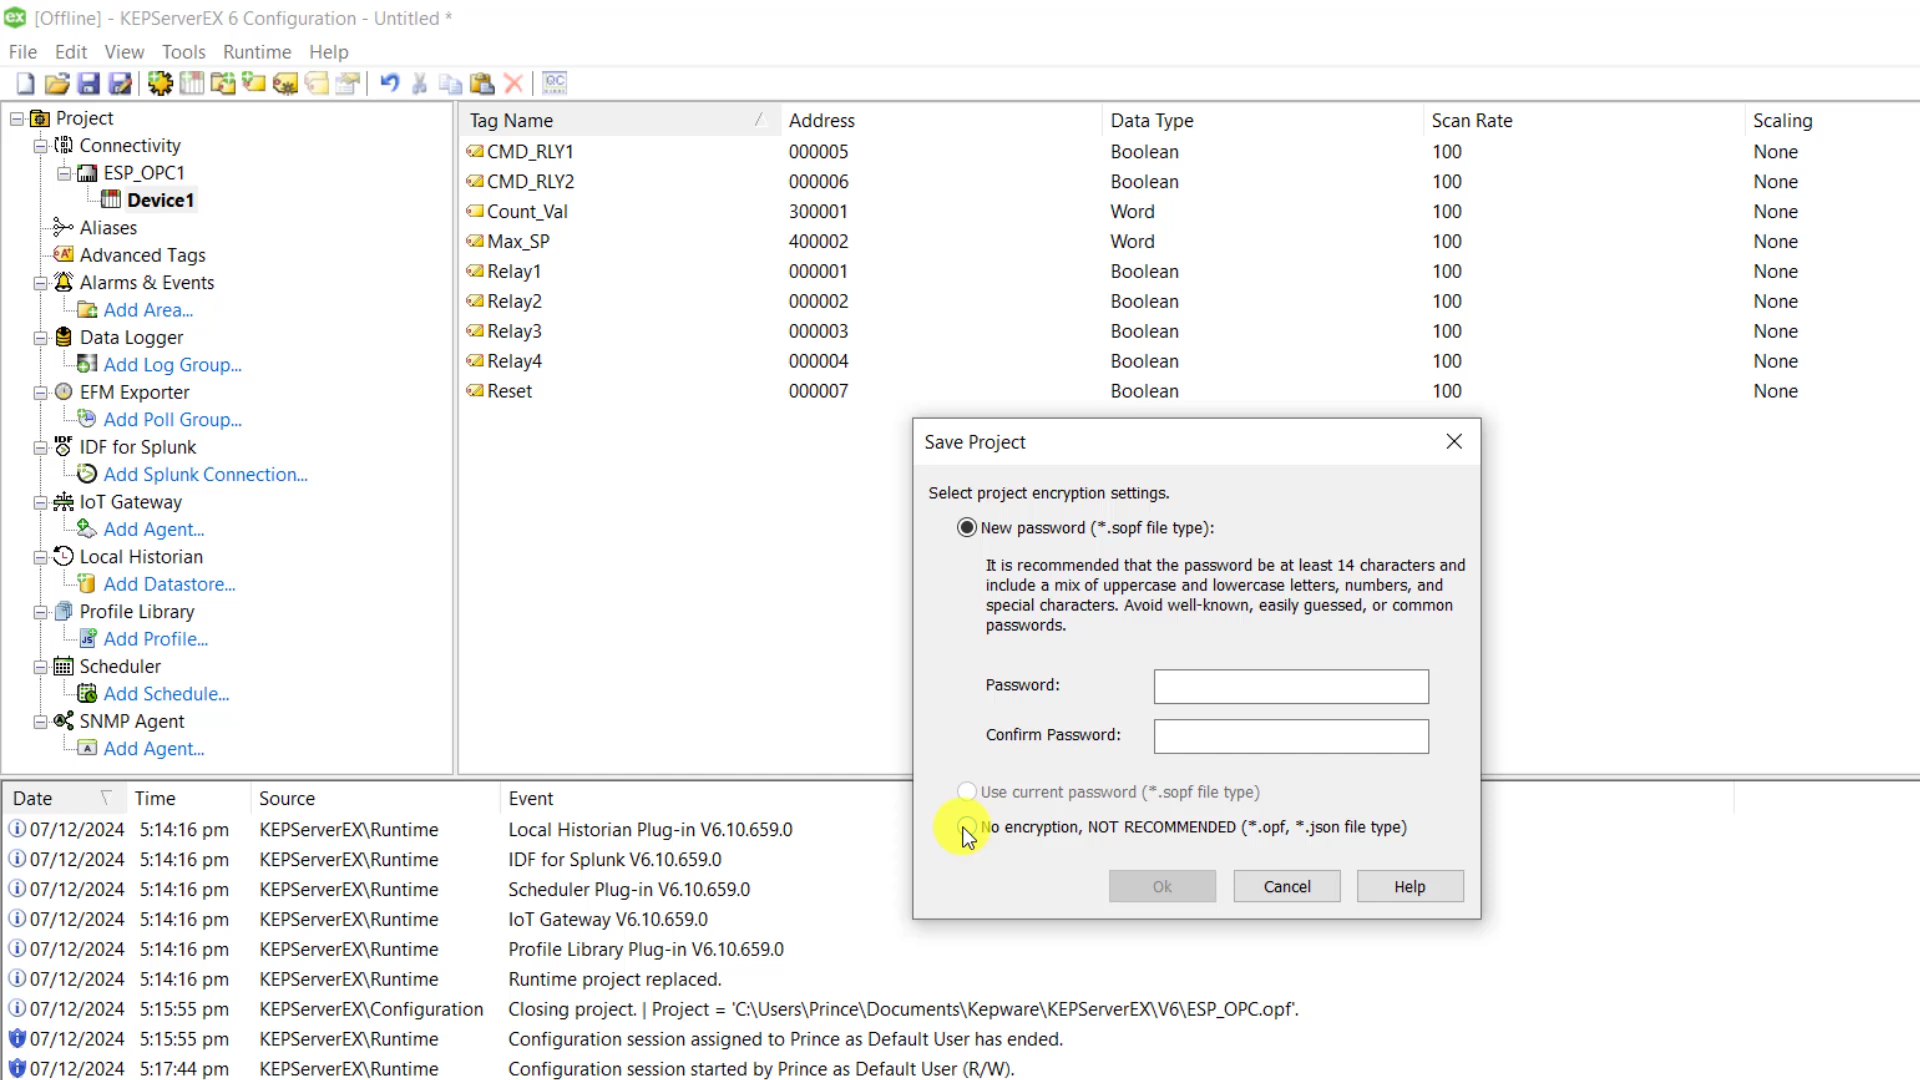 [Offline] - KEPServerEX 6 Configuration - Untitled *
File Edit View Tools Runtime Help
Project
Connectivity
ESP_OPC1
Device1
Aliases
Advanced Tags
Alarms & Events
Add Area...
Data Logger
Add Log Group...
EFM Exporter
Add Poll Group...
IDF for Splunk
Add Splunk Connection...
IoT Gateway
Add Agent...
Local Historian
Add Datastore...
Profile Library
Add Profile...
Scheduler
Add Schedule...
SNMP Agent
Add Agent...
Tag Name Address Data Type Scan Rate Scaling
CMD_RLY1 000005 Boolean 100 None
CMD_RLY2 000006 Boolean 100 None
Count_Val 300001 Word 100 None
Max_SP 400002 Word 100 None
Relay1 000001 Boolean 100 None
Relay2 000002 Boolean 100 None
Relay3 000003 Boolean 100 None
Relay4 000004 Boolean 100 None
Reset 000007 Boolean 100 None
Save Project
Select project encryption settings.
New password (*.sopf file type):
It is recommended that the password be at least 14 characters and
include a mix of uppercase and lowercase letters, numbers, and
special characters. Avoid well-known, easily guessed, or common
passwords.
Password:
Confirm Password:
Use current password (*.sopf file type)
No encryption, NOT RECOMMENDED (*.opf, *.json file type)
Ok Cancel Help
Date Time Source Event
07/12/2024 5:14:16 pm KEPServerEX\Runtime Local Historian Plug-in V6.10.659.0
07/12/2024 5:14:16 pm KEPServerEX\Runtime IDF for Splunk V6.10.659.0
07/12/2024 5:14:16 pm KEPServerEX\Runtime Scheduler Plug-in V6.10.659.0
07/12/2024 5:14:16 pm KEPServerEX\Runtime IoT Gateway V6.10.659.0
07/12/2024 5:14:16 pm KEPServerEX\Runtime Profile Library Plug-in V6.10.659.0
07/12/2024 5:14:16 pm KEPServerEX\Runtime Runtime project replaced.
07/12/2024 5:15:55 pm KEPServerEX\Configuration Closing project. | Project = 'C:\Users\Prince\Documents\Kepware\KEPServerEX\V6\ESP_OPC.opf'.
07/12/2024 5:15:55 pm KEPServerEX\Runtime Configuration session assigned to Prince as Default User has ended.
07/12/2024 5:17:44 pm KEPServerEX\Runtime Configuration session started by Prince as Default User (R/W).